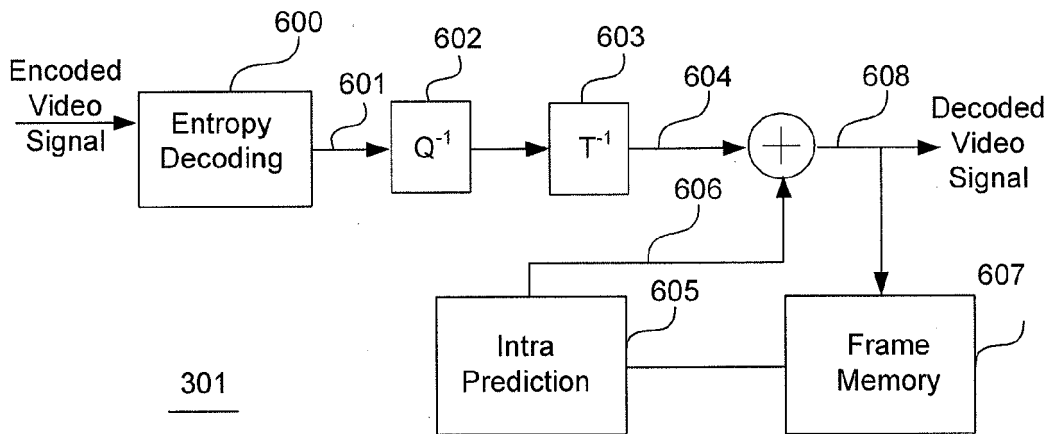 600
602
603
604
608
601
Encoded
Video
Signal
Entropy
Decoding
Q⁻¹
T⁻¹
+
Decoded
Video
Signal
606
605
607
Intra
Prediction
Frame
Memory
301